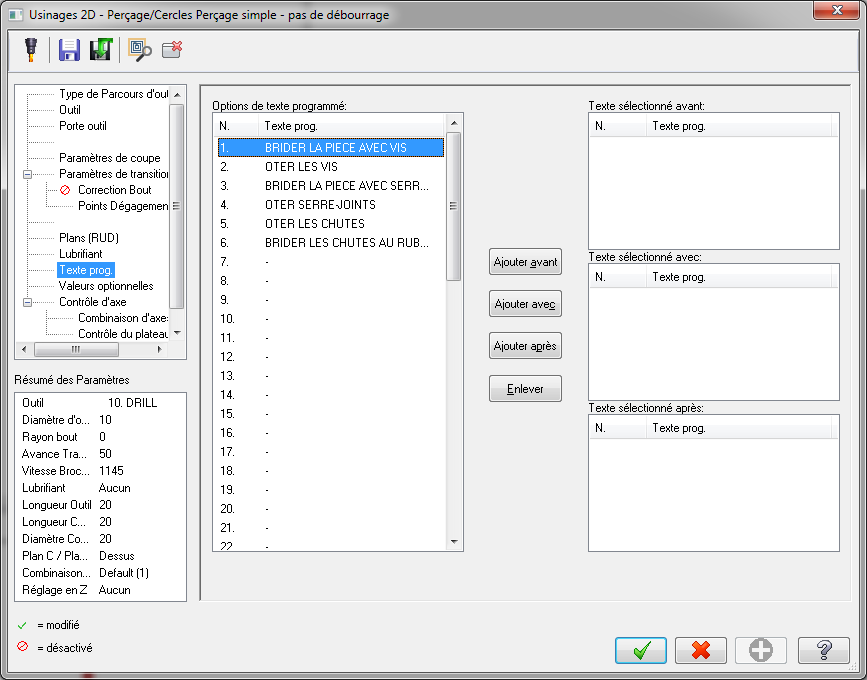 Usinages 2D - Perçage/Cercles Perçage simple - pas de débourrage
Type de Parcours d'out
Outil
Porte outil
Paramètres de coupe
Paramètres de transition
Correction Bout
Points Dégagemen
Plans (RUD)
Lubrifiant
Texte prog.
Valeurs optionnelles
Contrôle d'axe
Combinaison d'axe:
Contrôle du plateau
Résumé des Paramètres
Outil 10. DRILL
Diamètre d'o... 10
Rayon bout 0
Avance Tra... 50
Vitesse Broc... 1145
Lubrifiant Aucun
Longueur Outil 20
Longueur C... 20
Diamètre Co... 20
Plan C / Pla... Dessus
Combinaison... Default (1)
Réglage en Z Aucun
= modifié
= désactivé
Options de texte programmé:
N. Texte prog.
1. BRIDER LA PIECE AVEC VIS
2. OTER LES VIS
3. BRIDER LA PIECE AVEC SERR...
4. OTER SERRE-JOINTS
5. OTER LES CHUTES
6. BRIDER LES CHUTES AU RUB...
7. -
8. -
9. -
10. -
11. -
12. -
13. -
14. -
15. -
16. -
17. -
18. -
19. -
20. -
21. -
22 -
Ajouter avant
Ajouter avec
Ajouter après
Enlever
Texte sélectionné avant:
N. Texte prog.
Texte sélectionné avec:
N. Texte prog.
Texte sélectionné après:
N. Texte prog.